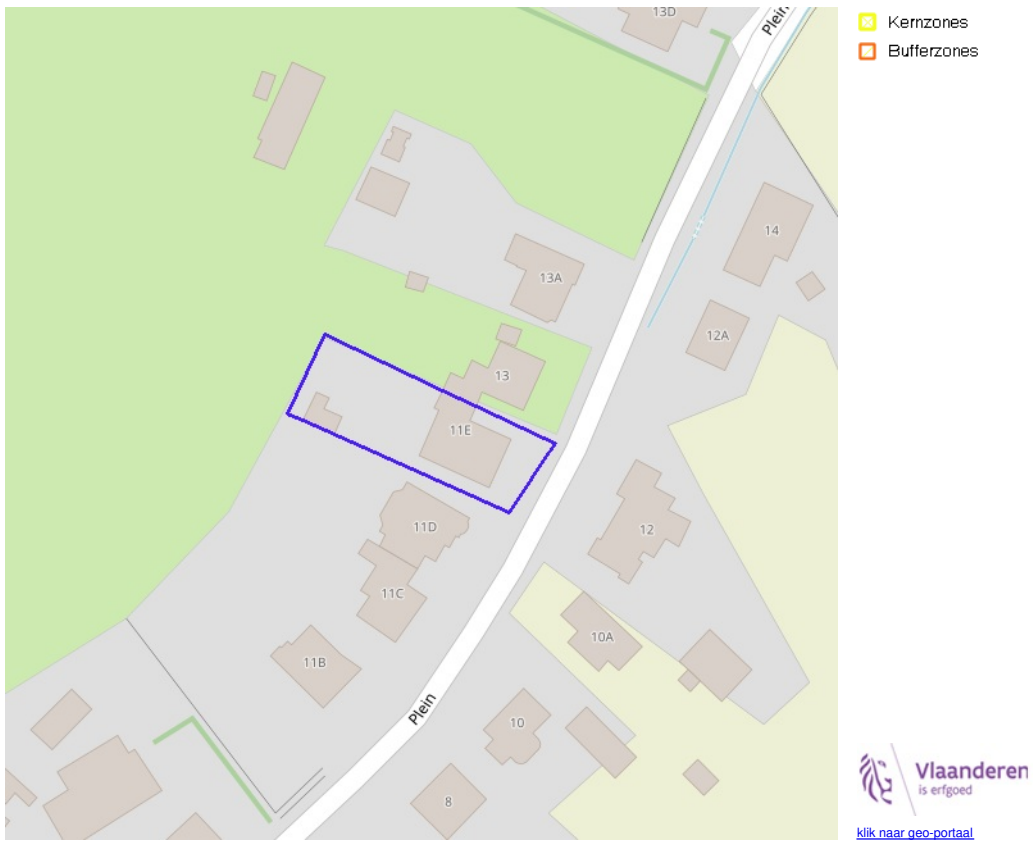 13D
Plein
Kernzones
Bufferzones
14
13A
12A
13
11E
11D
12
11C
10A
11B
Plein
10
8
Vlaanderen
is erfgoed
klik naar geo-portaal